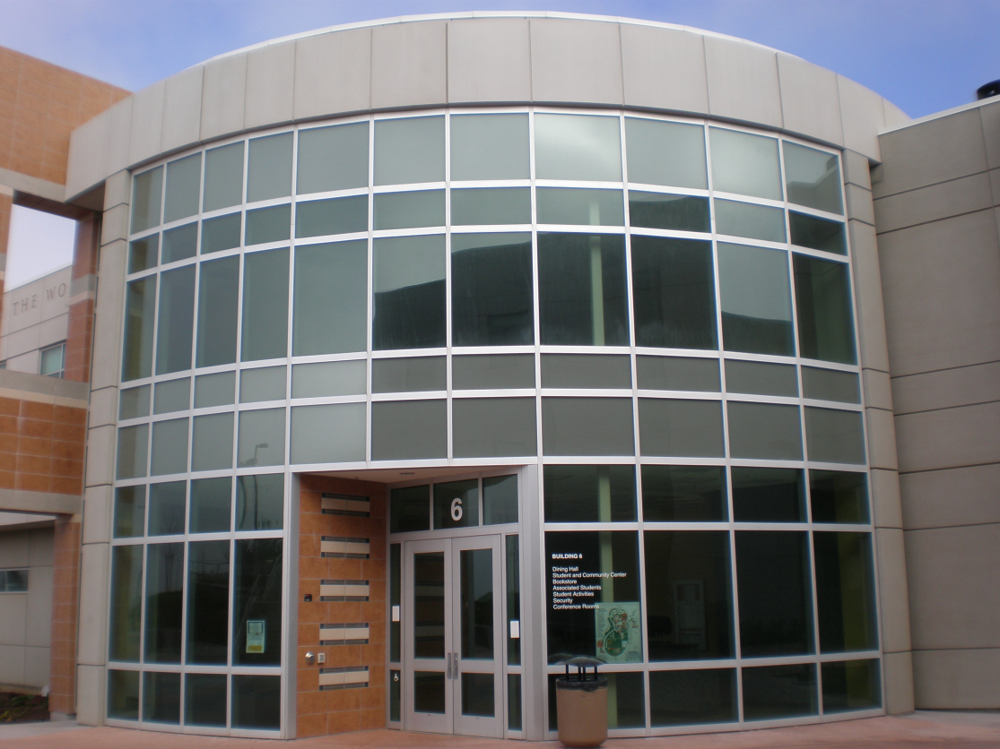 THE WO
6
BUILDING 6
Dining Hall
Student and Community Center
Bookstore
Associated Students
Student Activities
Security
Conference Rooms